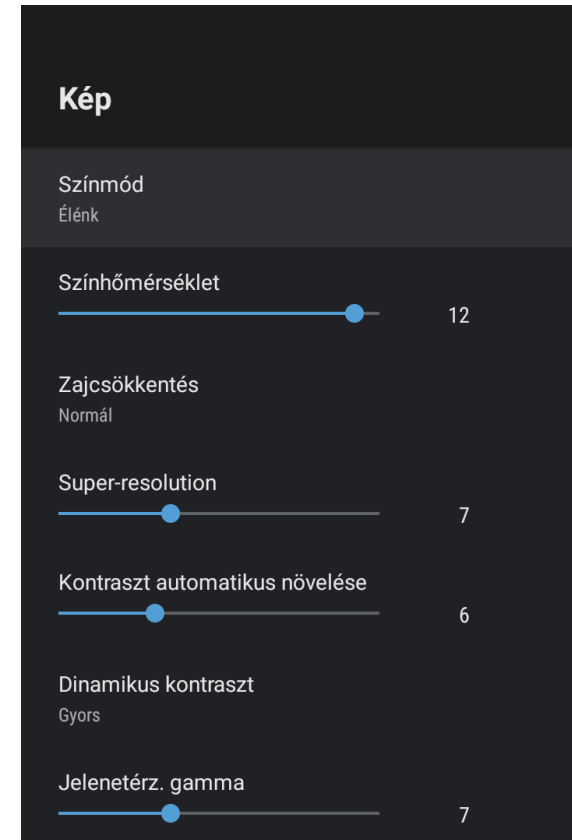 Kép
Színmód
Élénk
Színhőmérséklet
12
Zajcsökkentés
Normál
Super-resolution
7
Kontraszt automatikus növelése
6
Dinamikus kontraszt
Gyors
Jelenetérz. gamma
7